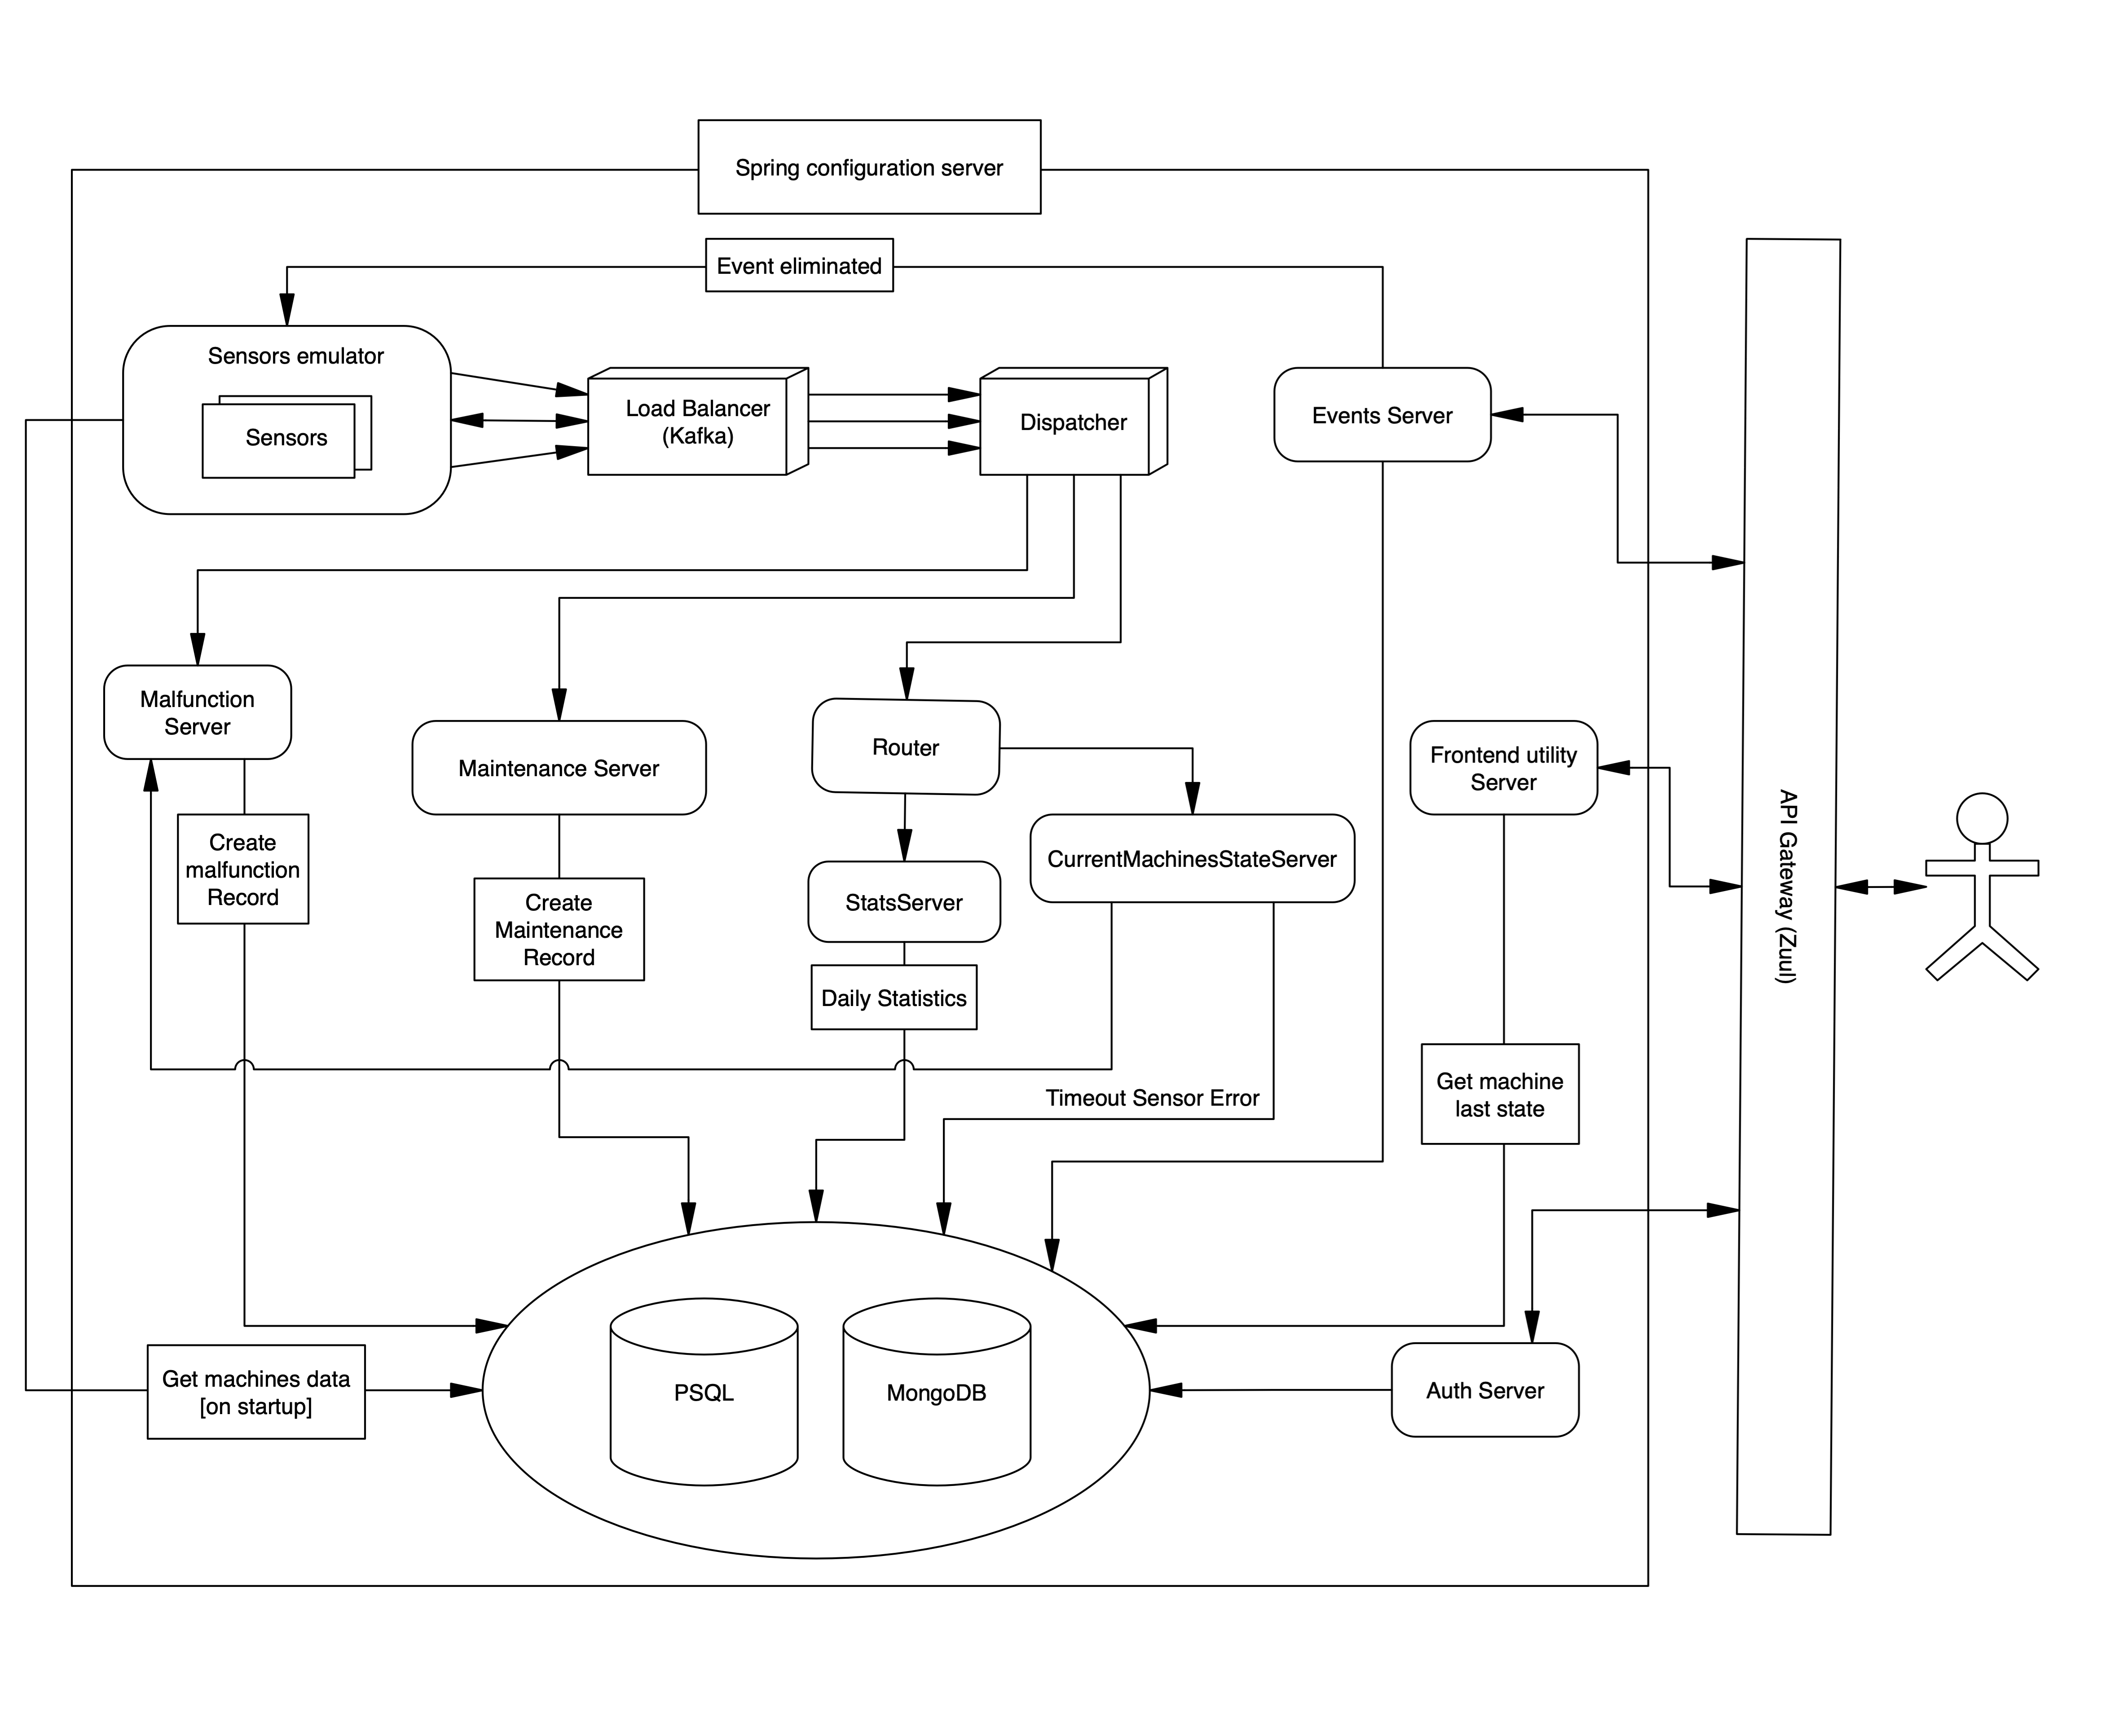 Spring configuration server
Event eliminated
Sensors emulator
Sensors
Load Balancer
(Kafka)
Dispatcher
Events Server
Malfunction
Server
Maintenance Server
Router
Frontend utility
Server
Create
malfunction
Record
CurrentMachinesStateServer
StatsServer
Create
Maintenance
Record
Daily Statistics
Timeout Sensor Error
Get machine
last state
API Gateway (Zuul)
Get machines data
[on startup]
PSQL
MongoDB
Auth Server